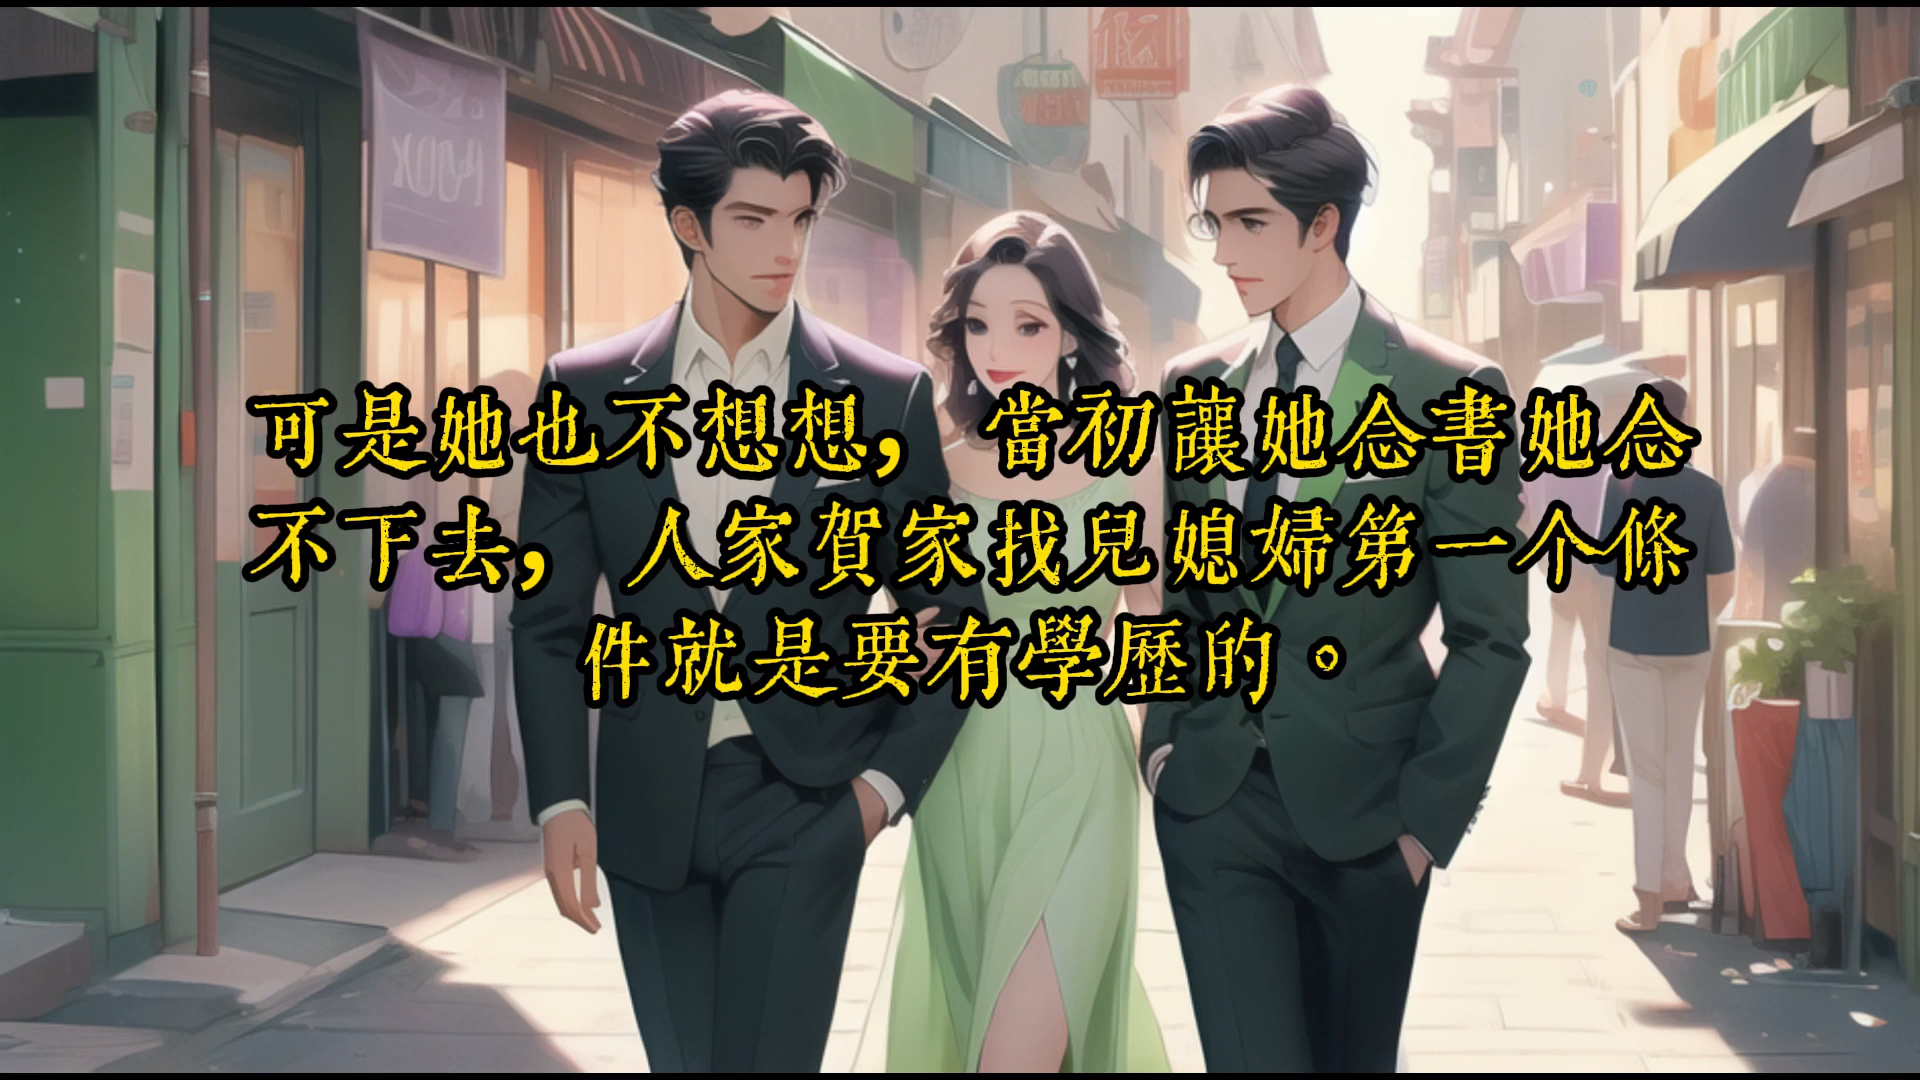 可是她也不想想，當初讓她念書她念
不下去，人家賀家找兒媳婦第一个條
件就是要有學歷的。